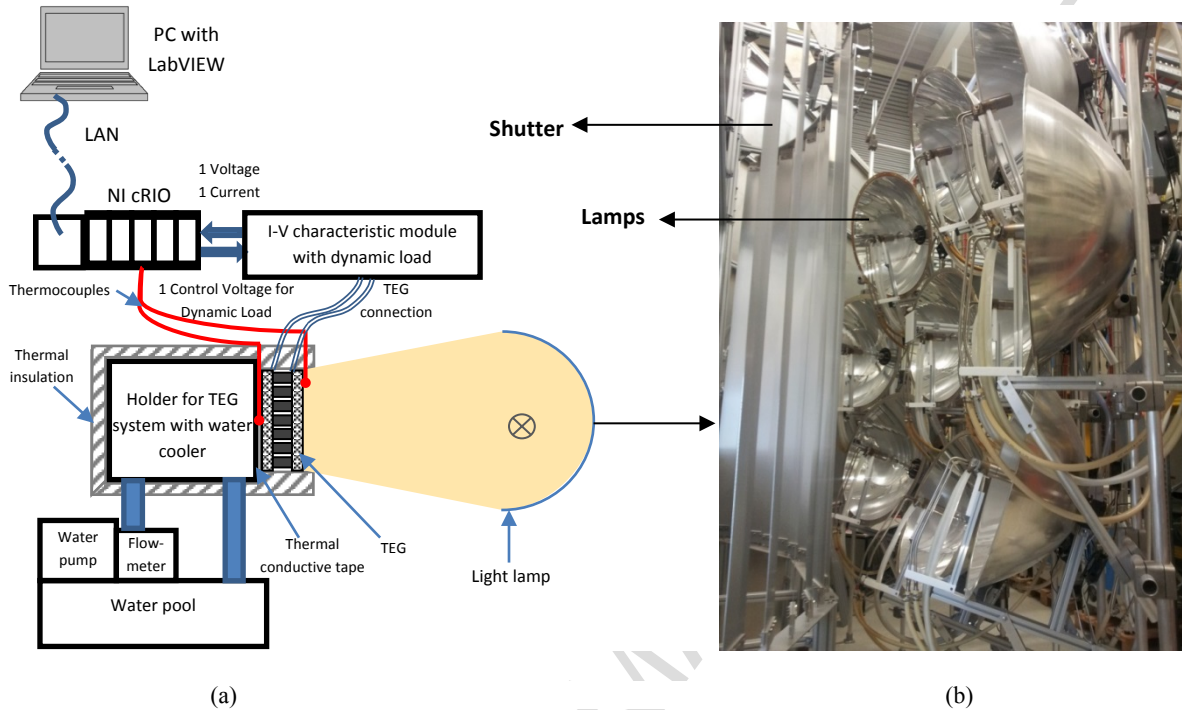 PC with
LabVIEW
LAN
NI cRIO
1 Voltage
1 Current
I-V characteristic module
with dynamic load
Thermocouples
1 Control Voltage for
Dynamic Load
TEG
connection
Thermal
insulation
Holder for TEG
system with water
cooler
Water
pump
Flow-
meter
Water pool
Thermal
conductive tape
TEG
Light lamp
Shutter
Lamps
(a)
(b)